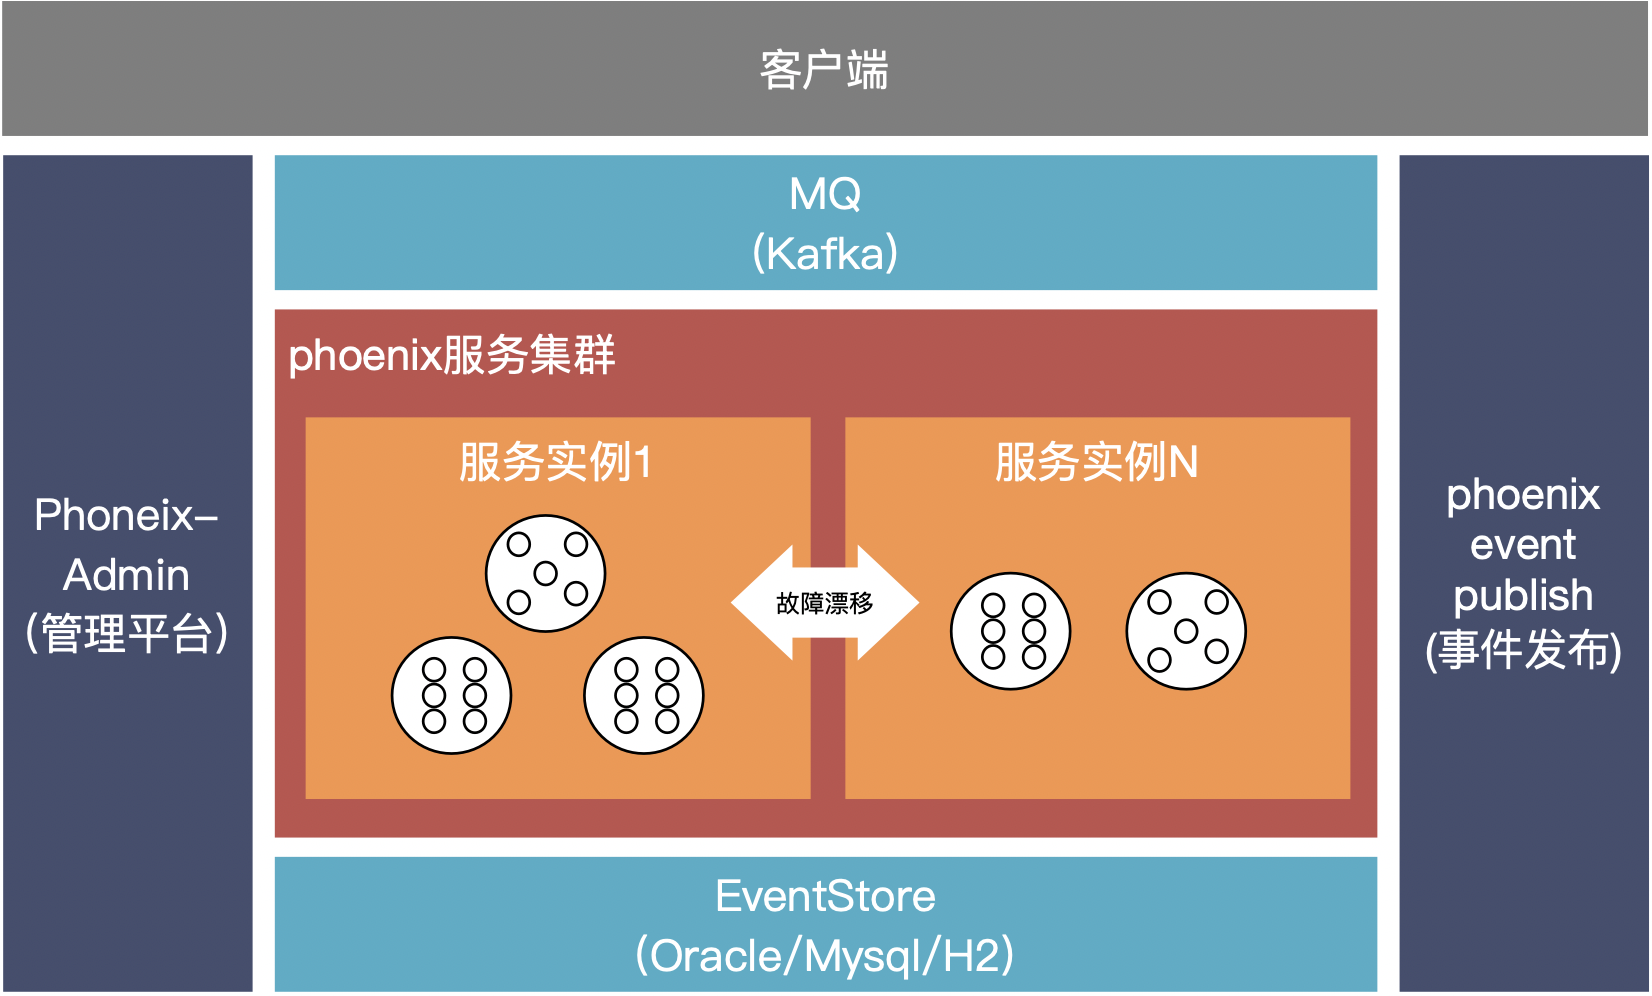 客户端
MQ
(Kafka)
phoenix服务集群
服务实例1
服务实例N
故障漂移
Phoneix-
Admin
(管理平台)
phoenix
event
publish
(事件发布)
EventStore
(Oracle/Mysql/H2)